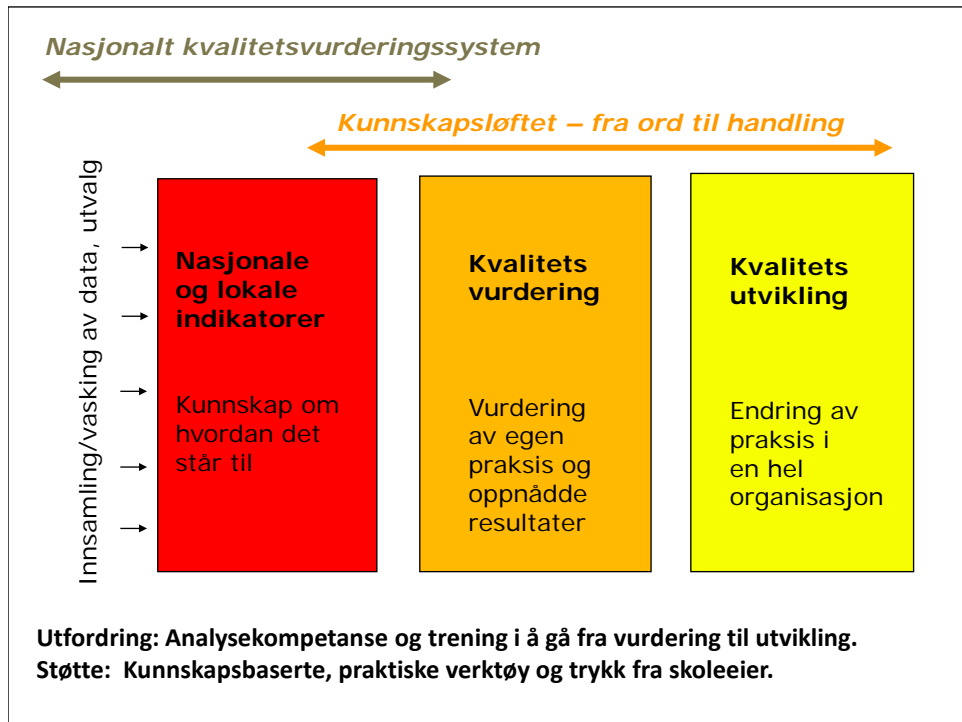 Nasjonalt kvalitetsvurderingssystem
Kunnskapsløftet – fra ord til handling
Innsamling/vasking av data, utvalg
Nasjonale
og lokale
indikatorer
Kunnskap om
hvordan det
står til
Kvalitets
vurdering
Vurdering
av egen
praksis og
oppnådde
resultater
Kvalitets
utvikling
Endring av
praksis i
en hel
organisasjon
Utfordring: Analysekompetanse og trening i å gå fra vurdering til utvikling.
Støtte: Kunnskapsbaserte, praktiske verktøy og trykk fra skoleeier.